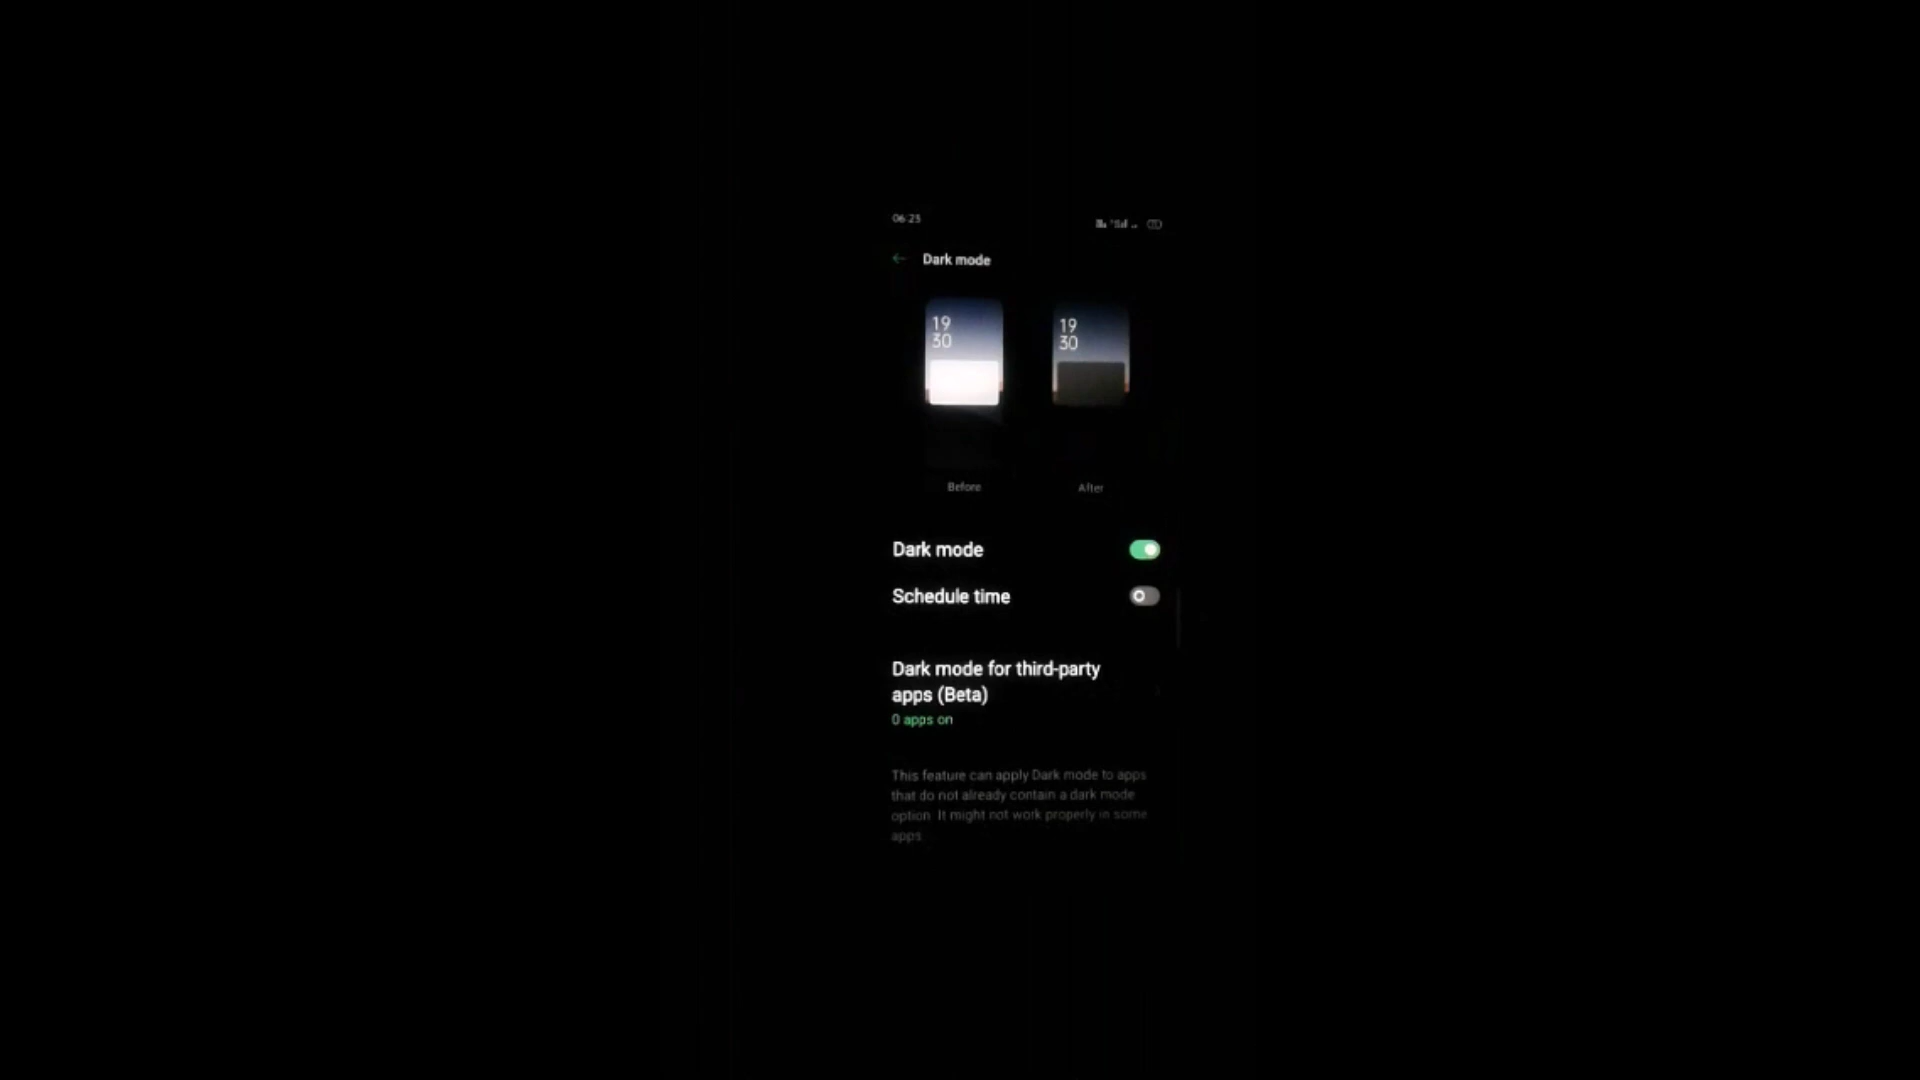 06:23
Dark mode
19
30
19
30
Before
After
Dark mode
Schedule time
Dark mode for third-party
apps (Beta)
0 apps on
This feature can apply Dark mode to apps
that do not already contain a dark mode
option. It might not work properly in some
apps.